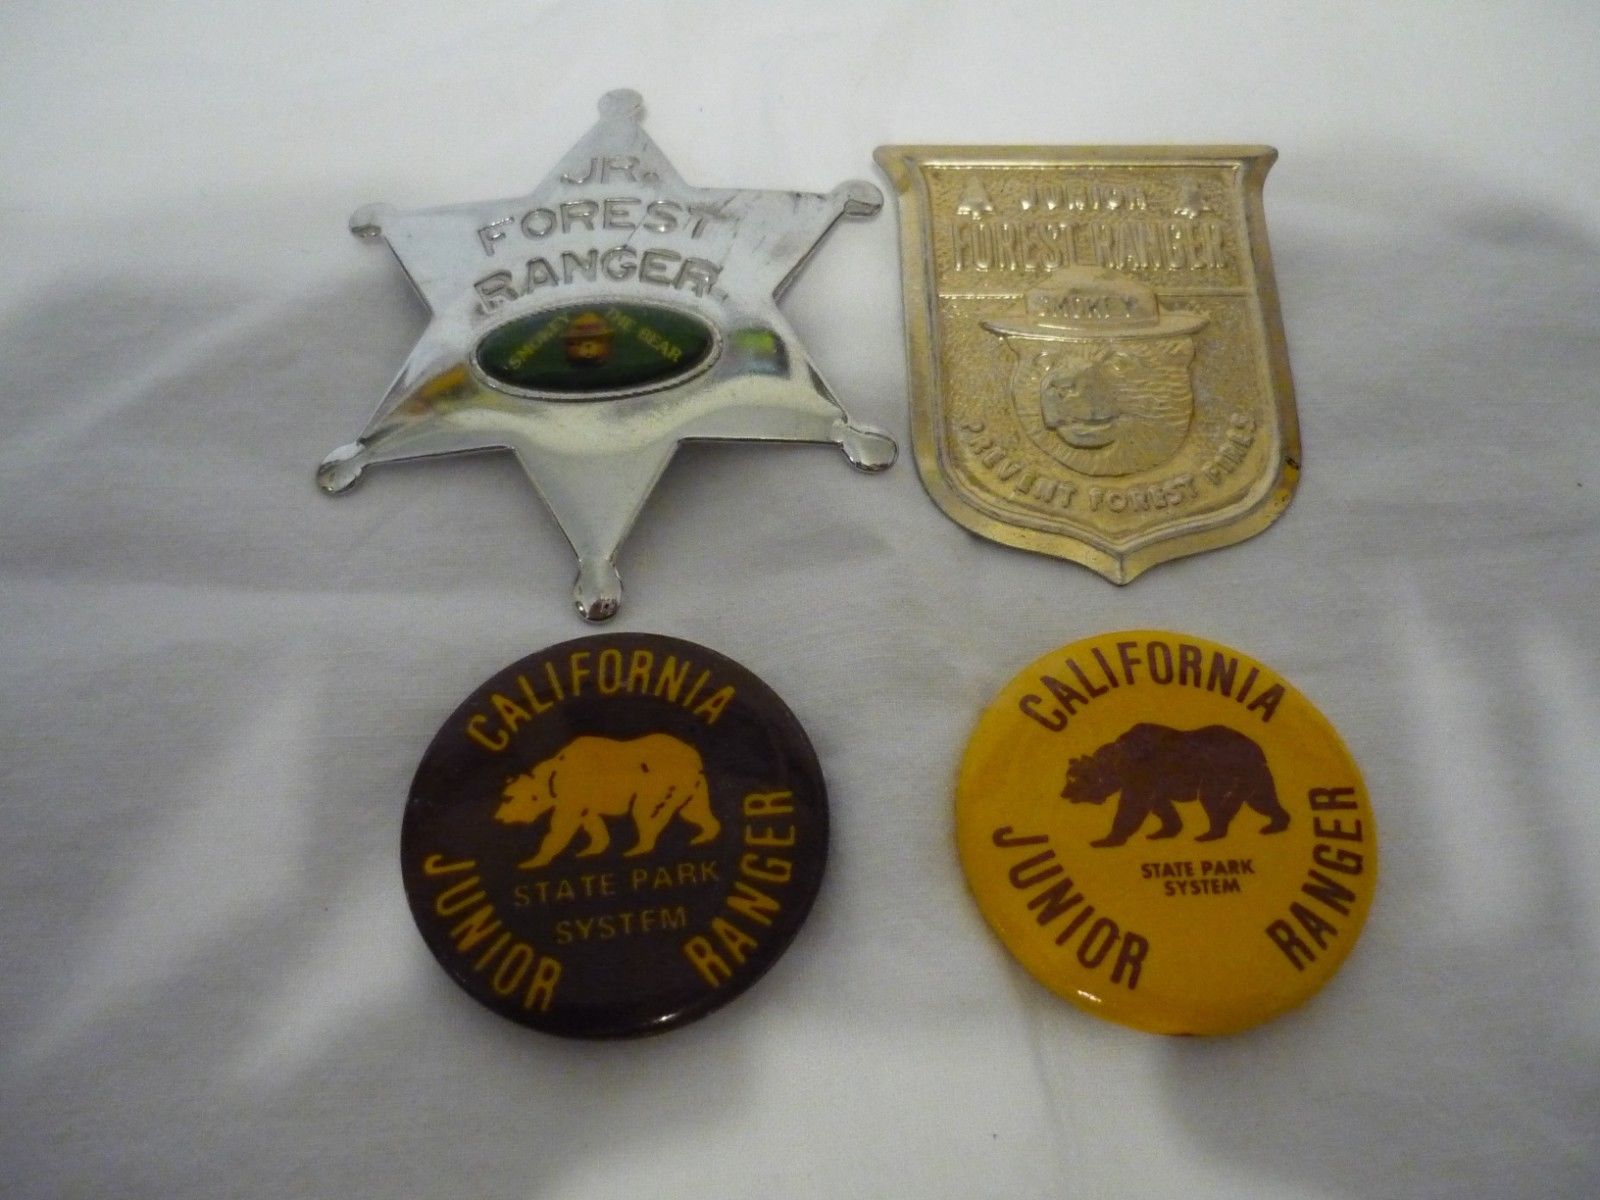 JR.
FOREST
RANGER
SMOKEY THE BEAR
JUNIOR
FOREST RANGER
SMOKEY
PREVENT FOREST FIRES
CALIFORNIA
STATE PARK
SYSTEM
JUNIOR RANGER
CALIFORNIA
STATE PARK
SYSTEM
JUNIOR RANGER